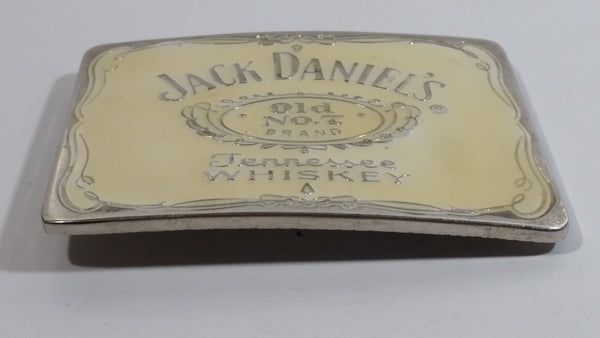 JACK DANIEL'S
®
Old
No. 7
BRAND
Tennessee
WHISKEY